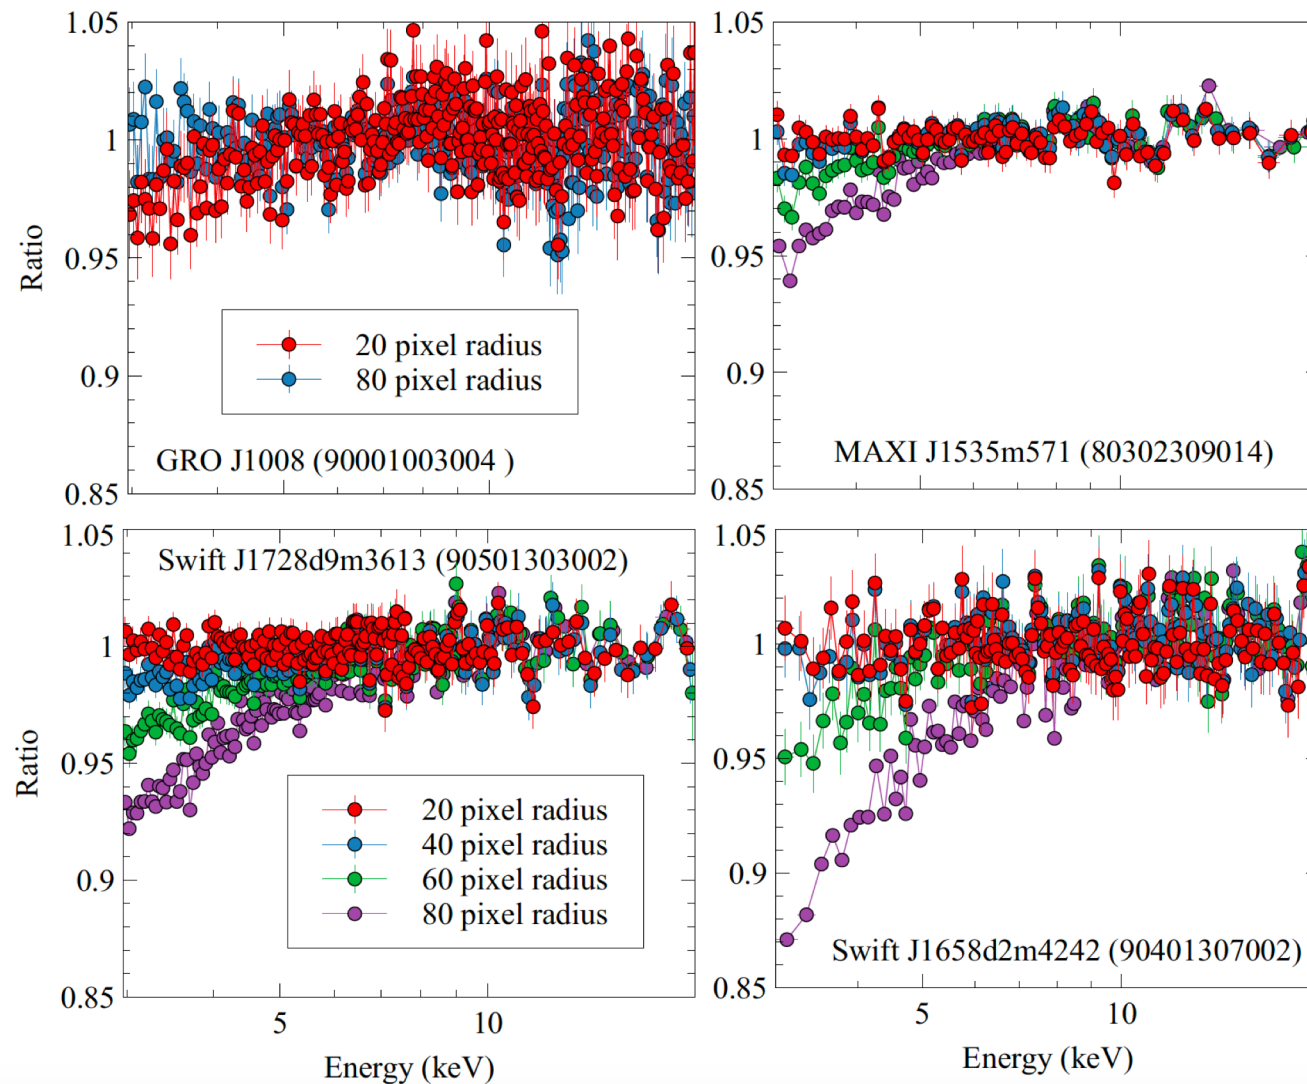 1.05
1
0.95
0.9
0.85
Ratio
20 pixel radius
80 pixel radius
GRO J1008 (90001003004 )
1.05
1
0.95
0.9
0.85
MAXI J1535m571 (80302309014)
1.05
1
0.95
0.9
0.85
Ratio
Swift J1728d9m3613 (90501303002)
20 pixel radius
40 pixel radius
60 pixel radius
80 pixel radius
5 10
Energy (keV)
1.05
1
0.95
0.9
0.85
Swift J1658d2m4242 (90401307002)
5 10
Energy (keV)